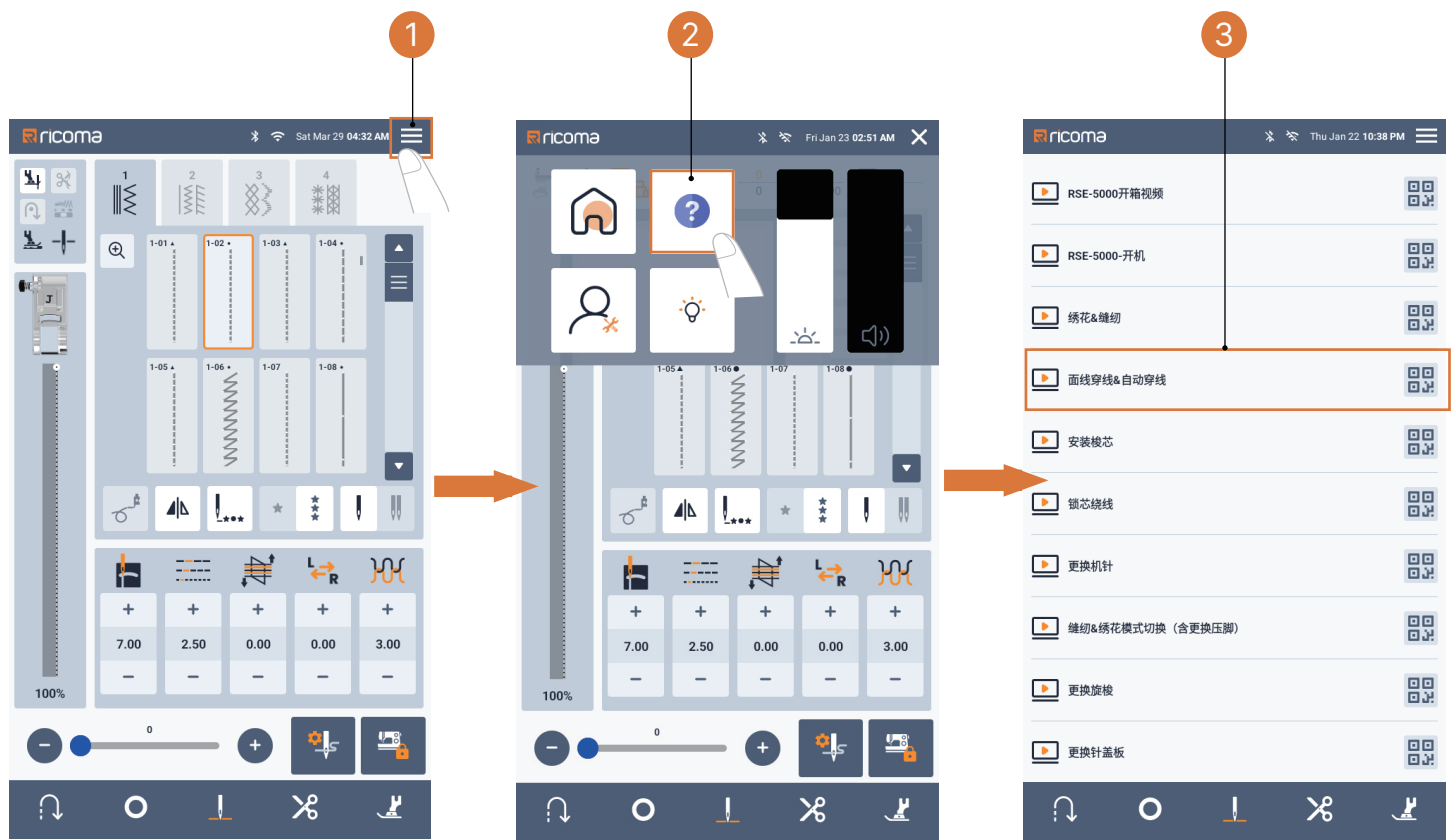 1
2
3
ricoma
Sat Mar 29 04:32 AM
1
2
3
4
1-01
1-02
1-03
1-04
J
1-05
1-06
1-07
1-08
L
R
7.00
2.50
0.00
0.00
3.00
100%
0
ricoma
Fri Jan 23 02:51 AM
?
1-05
1-06
1-07
1-08
L
R
7.00
2.50
0.00
0.00
3.00
100%
0
ricoma
Thu Jan 22 10:38 PM
RSE-5000开箱视频
RSE-5000-开机
绣花&缝纫
面线穿线&自动穿线
安装梭芯
锁芯绕线
更换机针
缝纫&绣花模式切换（含更换压脚）
更换旋梭
更换针盖板